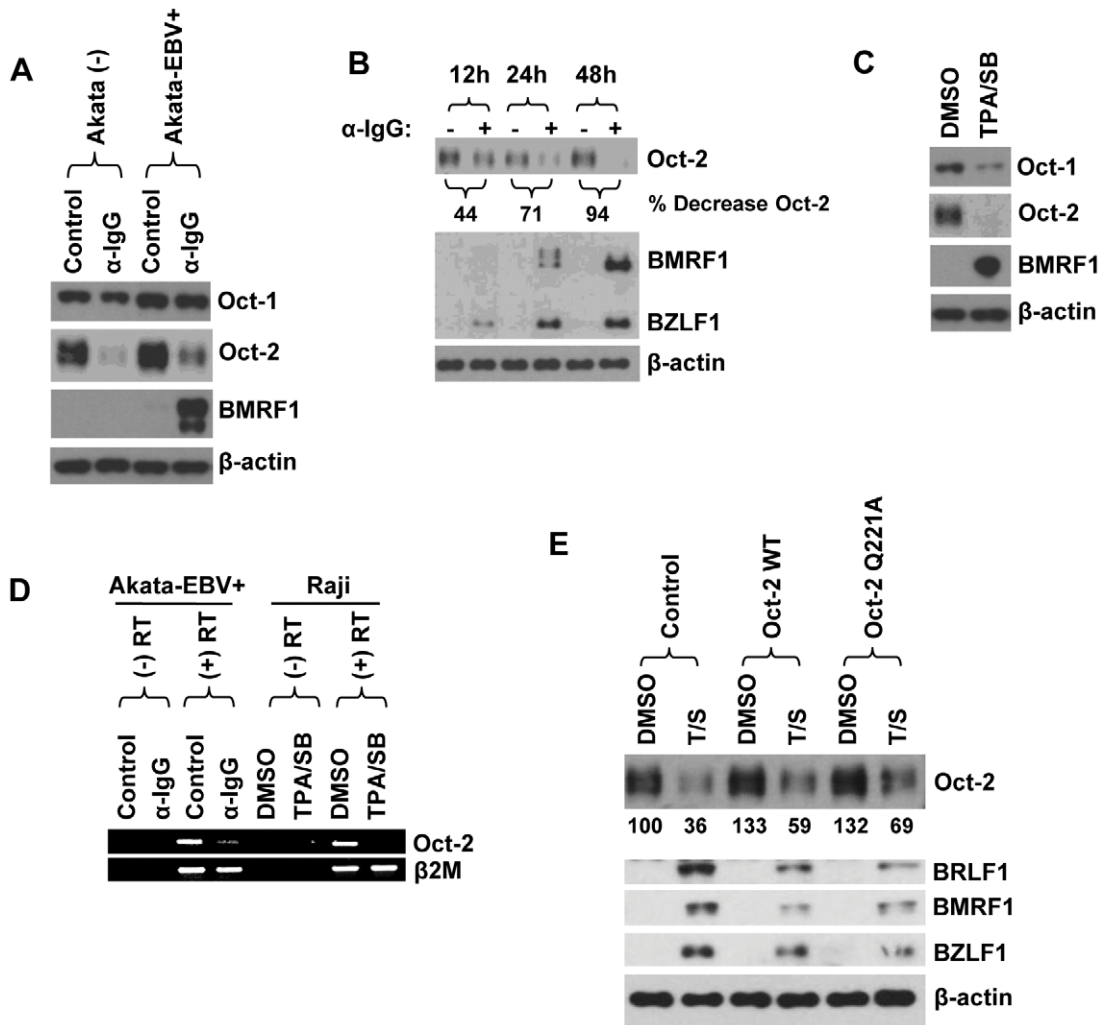 A
Akata (-)
Akata-EBV+
Control
α-IgG
Control
α-IgG
Oct-1
Oct-2
BMRF1
β-actin
B
12h 24h 48h
α-IgG: - + - + - +
Oct-2
44 71 94 % Decrease Oct-2
BMRF1
BZLF1
β-actin
C
DMSO
TPA/SB
Oct-1
Oct-2
BMRF1
β-actin
D
Akata-EBV+ Raji
(-) RT
(+) RT
(-) RT
(+) RT
Control
α-IgG
Control
α-IgG
DMSO
TPA/SB
DMSO
TPA/SB
Oct-2
β2M
E
Control
Oct-2 WT
Oct-2 Q221A
DMSO
T/S
DMSO
T/S
DMSO
T/S
Oct-2
100 36 133 59 132 69
BRLF1
BMRF1
BZLF1
β-actin